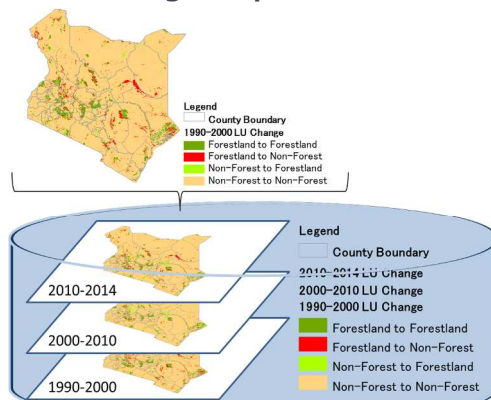 Legend
County Boundary
1990-2000 LU Change
Forestland to Forestland
Forestland to Non-Forest
Non-Forest to Forestland
Non-Forest to Non-Forest
2010-2014
2000-2010
1990-2000
Legend
County Boundary
2010-2014 LU Change
2000-2010 LU Change
1990-2000 LU Change
Forestland to Forestland
Forestland to Non-Forest
Non-Forest to Forestland
Non-Forest to Non-Forest